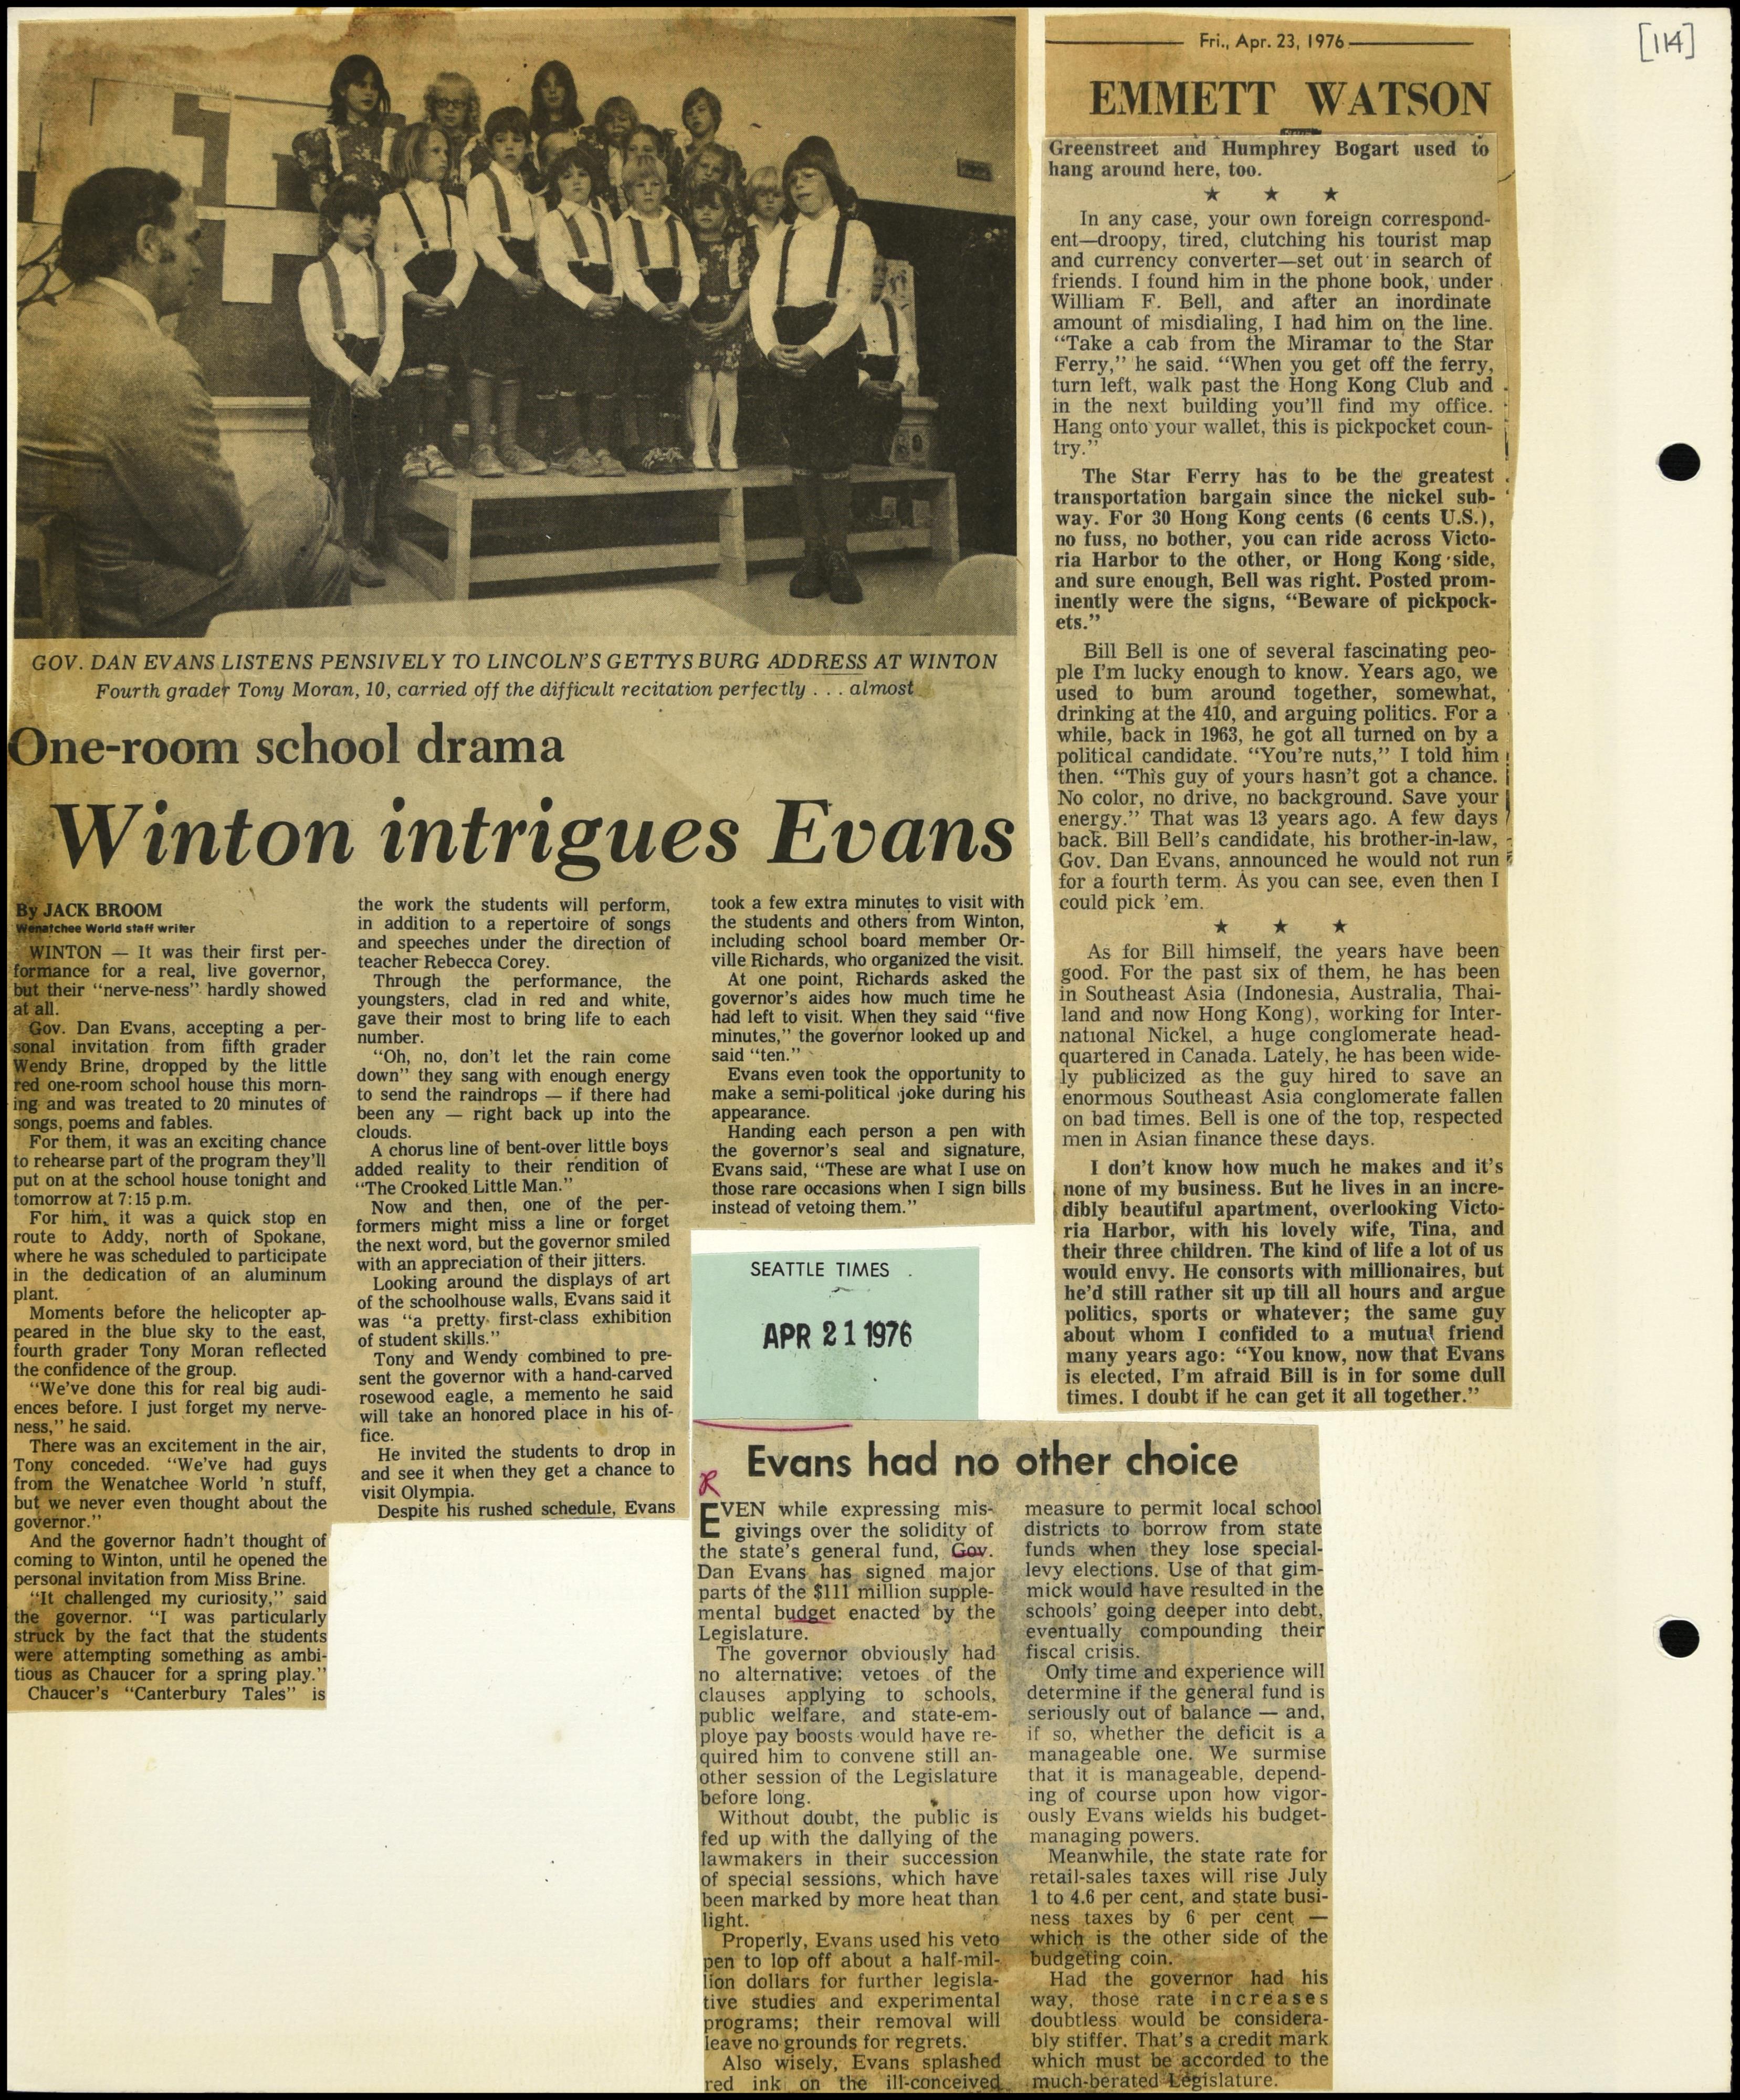 [114]
GOV. DAN EVANS LISTENS PENSIVELY TO LINCOLN'S GETTYSBURG ADDRESS AT WINTON
Fourth grader Tony Moran, 10, carried off the difficult recitation perfectly . . . almost
One-room school drama
Winton intrigues Evans
By JACK BROOM
Wenatchee World staff writer
WINTON — It was their first per-
formance for a real, live governor,
but their "nerve-ness" hardly showed
at all.
Gov. Dan Evans, accepting a per-
sonal invitation from fifth grader
Wendy Brine, dropped by the little
red one-room school house this morn-
ing and was treated to 20 minutes of
songs, poems and fables.
For them, it was an exciting chance
to rehearse part of the program they'll
put on at the school house tonight and
tomorrow at 7:15 p.m.
For him, it was a quick stop en
route to Addy, north of Spokane,
where he was scheduled to participate
in the dedication of an aluminum
plant.
Moments before the helicopter ap-
peared in the blue sky to the east,
fourth grader Tony Moran reflected
the confidence of the group.
"We've done this for real big audi-
ences before. I just forget my nerve-
ness," he said.
There was an excitement in the air,
Tony conceded. "We've had guys
from the Wenatchee World 'n stuff,
but we never even thought about the
governor."
And the governor hadn't thought of
coming to Winton, until he opened the
personal invitation from Miss Brine.
"It challenged my curiosity," said
the governor. "I was particularly
struck by the fact that the students
were attempting something as ambi-
tious as Chaucer for a spring play."
Chaucer's "Canterbury Tales" is
the work the students will perform,
in addition to a repertoire of songs
and speeches under the direction of
teacher Rebecca Corey.
Through the performance, the
youngsters, clad in red and white,
gave their most to bring life to each
number.
"Oh, no, don't let the rain come
down" they sang with enough energy
to send the raindrops — if there had
been any — right back up into the
clouds.
A chorus line of bent-over little boys
added reality to their rendition of
"The Crooked Little Man."
Now and then, one of the per-
formers might miss a line or forget
the next word, but the governor smiled
with an appreciation of their jitters.
Looking around the displays of art
of the schoolhouse walls, Evans said it
was "a pretty first-class exhibition
of student skills."
Tony and Wendy combined to pre-
sent the governor with a hand-carved
rosewood eagle, a memento he said
will take an honored place in his of-
fice.
He invited the students to drop in
and see it when they get a chance to
visit Olympia.
Despite his rushed schedule, Evans
took a few extra minutes to visit with
the students and others from Winton,
including school board member Or-
ville Richards, who organized the visit.
At one point, Richards asked the
governor's aides how much time he
had left to visit. When they said "five
minutes," the governor looked up and
said "ten."
Evans even took the opportunity to
make a semi-political joke during his
appearance.
Handing each person a pen with
the governor's seal and signature,
Evans said, "These are what I use on
those rare occasions when I sign bills
instead of vetoing them."
Fri., Apr. 23, 1976
EMMETT WATSON
Greenstreet and Humphrey Bogart used to
hang around here, too.
★ ★ ★
In any case, your own foreign correspond-
ent—droopy, tired, clutching his tourist map
and currency converter—set out in search of
friends. I found him in the phone book, under
William F. Bell, and after an inordinate
amount of misdialing, I had him on the line.
"Take a cab from the Miramar to the Star
Ferry," he said. "When you get off the ferry,
turn left, walk past the Hong Kong Club and
in the next building you'll find my office.
Hang onto your wallet, this is pickpocket coun-
try."
The Star Ferry has to be the greatest
transportation bargain since the nickel sub-
way. For 30 Hong Kong cents (6 cents U.S.),
no fuss, no bother, you can ride across Victo-
ria Harbor to the other, or Hong Kong side,
and sure enough, Bell was right. Posted prom-
inently were the signs, "Beware of pickpock-
ets."
Bill Bell is one of several fascinating peo-
ple I'm lucky enough to know. Years ago, we
used to bum around together, somewhat,
drinking at the 410, and arguing politics. For a
while, back in 1963, he got all turned on by a
political candidate. "You're nuts," I told him
then. "This guy of yours hasn't got a chance.
No color, no drive, no background. Save your
energy." That was 13 years ago. A few days
back. Bill Bell's candidate, his brother-in-law,
Gov. Dan Evans, announced he would not run
for a fourth term. As you can see, even then I
could pick 'em.
★ ★ ★
As for Bill himself, the years have been
good. For the past six of them, he has been
in Southeast Asia (Indonesia, Australia, Thai-
land and now Hong Kong), working for Inter-
national Nickel, a huge conglomerate head-
quartered in Canada. Lately, he has been wide-
ly publicized as the guy hired to save an
enormous Southeast Asia conglomerate fallen
on bad times. Bell is one of the top, respected
men in Asian finance these days.
I don't know how much he makes and it's
none of my business. But he lives in an incre-
dibly beautiful apartment, overlooking Victo-
ria Harbor, with his lovely wife, Tina, and
their three children. The kind of life a lot of us
would envy. He consorts with millionaires, but
he'd still rather sit up till all hours and argue
politics, sports or whatever; the same guy
about whom I confided to a mutual friend
many years ago: "You know, now that Evans
is elected, I'm afraid Bill is in for some dull
times. I doubt if he can get it all together."
SEATTLE TIMES
APR 21 1976
Evans had no other choice
R
EVEN while expressing mis-
givings over the solidity of
the state's general fund, Gov.
Dan Evans has signed major
parts of the $111 million supple-
mental budget enacted by the
Legislature.
The governor obviously had
no alternative; vetoes of the
clauses applying to schools,
public welfare, and state-em-
ploye pay boosts would have re-
quired him to convene still an-
other session of the Legislature
before long.
Without doubt, the public is
fed up with the dallying of the
lawmakers in their succession
of special sessions, which have
been marked by more heat than
light.
Properly, Evans used his veto
pen to lop off about a half-mil-
lion dollars for further legisla-
tive studies and experimental
programs; their removal will
leave no grounds for regrets.
Also wisely, Evans splashed
red ink on the ill-conceived
measure to permit local school
districts to borrow from state
funds when they lose special-
levy elections. Use of that gim-
mick would have resulted in the
schools' going deeper into debt,
eventually compounding their
fiscal crisis.
Only time and experience will
determine if the general fund is
seriously out of balance — and,
if so, whether the deficit is a
manageable one. We surmise
that it is manageable, depend-
ing of course upon how vigor-
ously Evans wields his budget-
managing powers.
Meanwhile, the state rate for
retail-sales taxes will rise July
1 to 4.6 per cent, and state busi-
ness taxes by 6 per cent —
which is the other side of the
budgeting coin.
Had the governor had his
way, those rate increases
doubtless would be considera-
bly stiffer. That's a credit mark
which must be accorded to the
much-berated Legislature.